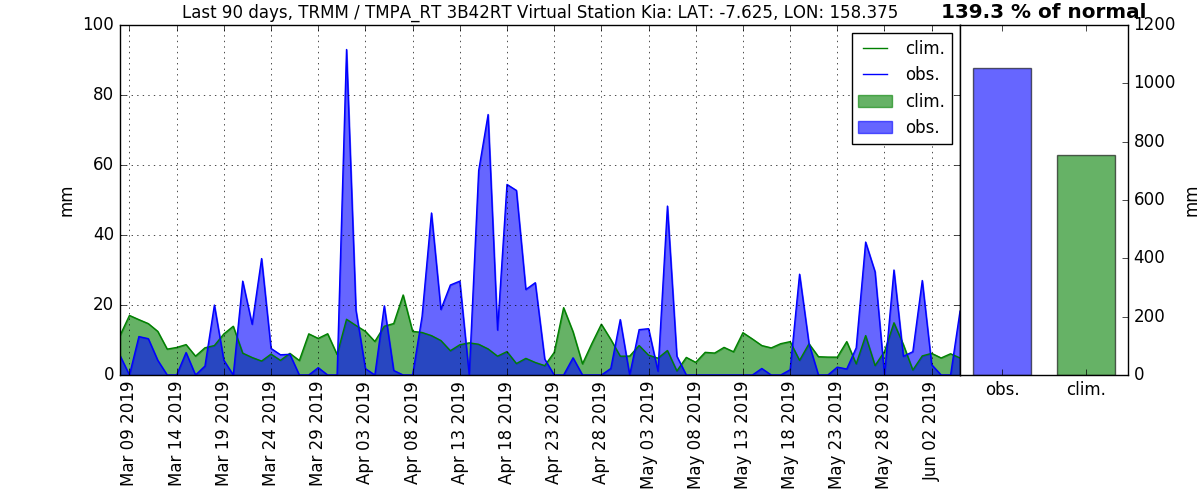 Last 90 days, TRMM / TMPA_RT 3B42RT Virtual Station Kia: LAT: -7.625, LON: 158.375
139.3 % of normal
100
80
60
40
20
0
mm
clim.
obs.
clim.
obs.
1200
1000
800
600
400
200
0
mm
obs.
clim.
Mar 09 2019
Mar 14 2019
Mar 19 2019
Mar 24 2019
Mar 29 2019
Apr 03 2019
Apr 08 2019
Apr 13 2019
Apr 18 2019
Apr 23 2019
Apr 28 2019
May 03 2019
May 08 2019
May 13 2019
May 18 2019
May 23 2019
May 28 2019
Jun 02 2019